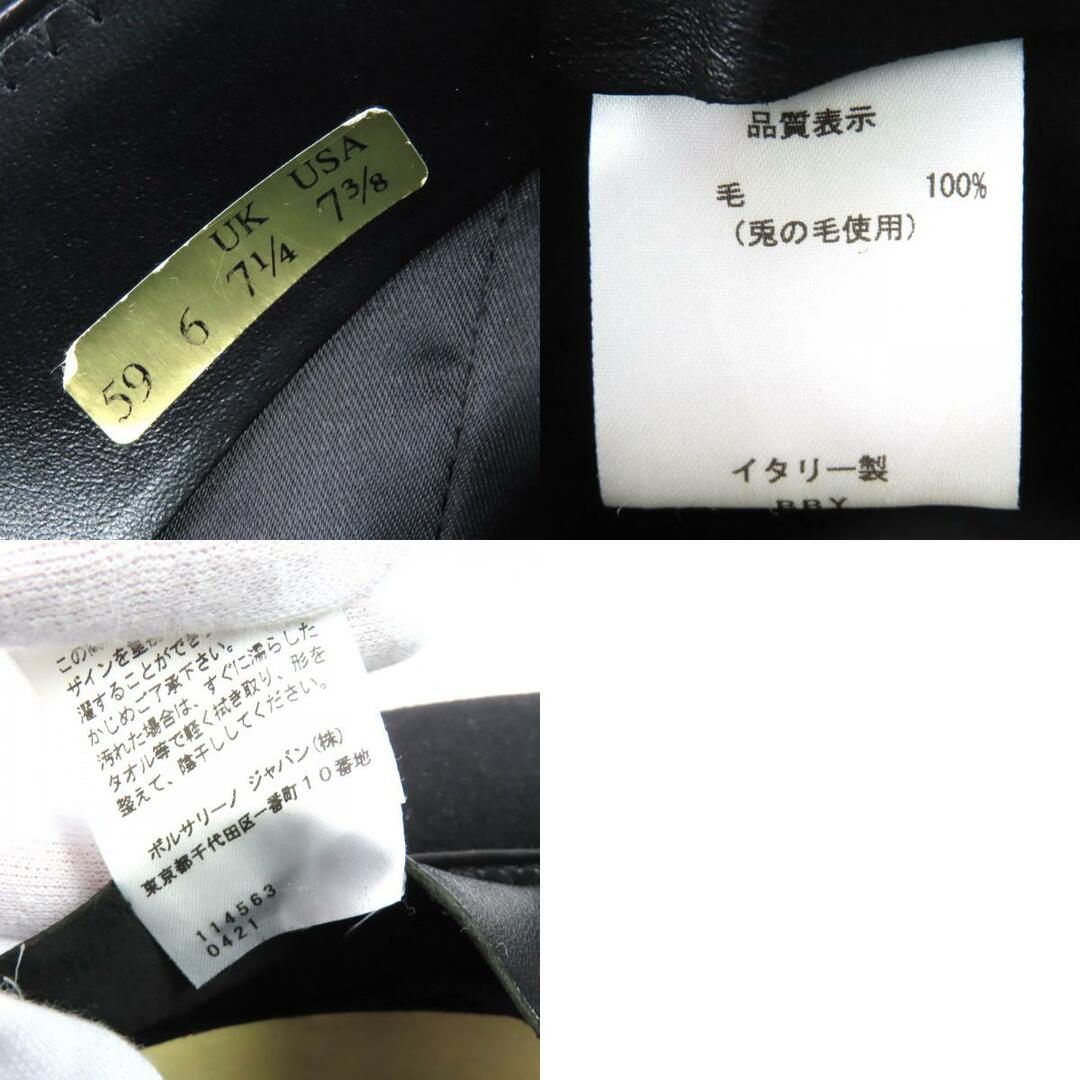 59 6 UK 7¼ USA 7⅜
品質表示
毛 100%
(兎の毛使用)
イタリー製
ザインを
濯することができ
かじめご了承下さい。
汚れた場合は、すぐに濡らした
タオル等で軽く拭き取り、形を
整えて、陰干ししてください。
ボルサリーノ ジャパン(株)
東京都千代田区一番町10番地
114563
0421